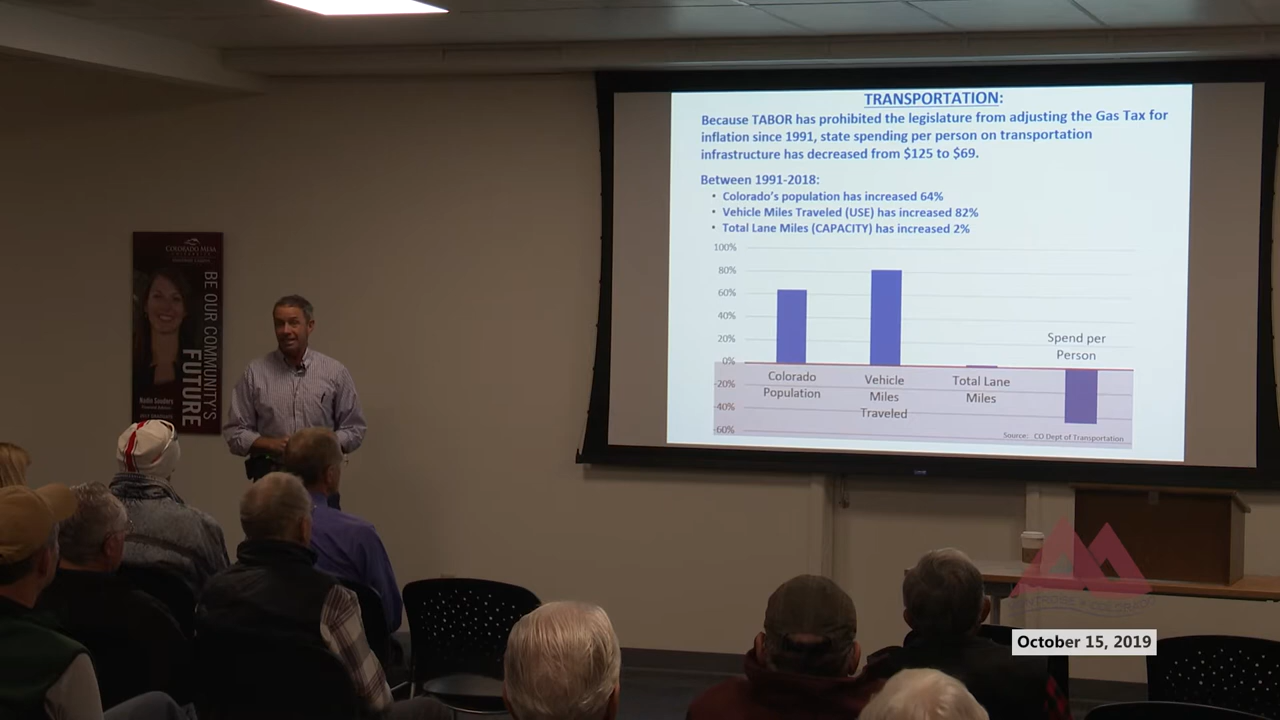 TRANSPORTATION:
Because TABOR has prohibited the legislature from adjusting the Gas Tax for
inflation since 1991, state spending per person on transportation
infrastructure has decreased from $125 to $69.
Between 1991-2018:
• Colorado's population has increased 64%
• Vehicle Miles Traveled (USE) has increased 82%
• Total Lane Miles (CAPACITY) has increased 2%
100%
80%
60%
40%
20%
0%
-20%
-40%
-60%
Colorado
Population
Vehicle
Miles
Traveled
Total Lane
Miles
Spend per
Person
Source: CO Dept of Transportation
COLORADO MESA
UNIVERSITY
BE OUR COMMUNITY'S
FUTURE
October 15, 2019